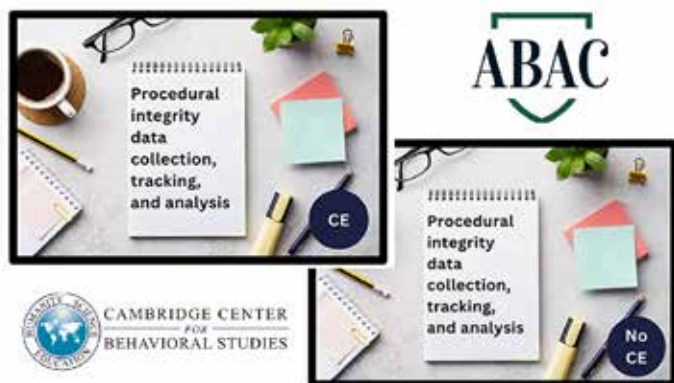 Procedural
integrity
data
collection,
tracking,
and analysis
CE
ABAC
Procedural
integrity
data
collection,
tracking,
and analysis
No
CE
HUMANITY SCIENCE
EDUCATION
CAMBRIDGE CENTER
FOR
BEHAVIORAL STUDIES